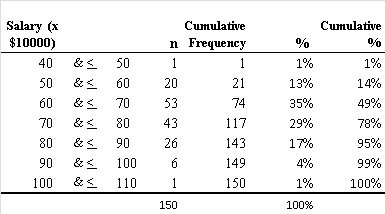 Salary (x Cumulative Cumulative
$10000) n Frequency % %
40 & ≤ 50 1 1 1% 1%
50 & ≤ 60 20 21 13% 14%
60 & ≤ 70 53 74 35% 49%
70 & ≤ 80 43 117 29% 78%
80 & ≤ 90 26 143 17% 95%
90 & ≤ 100 6 149 4% 99%
100 & ≤ 110 1 150 1% 100%
150 100%